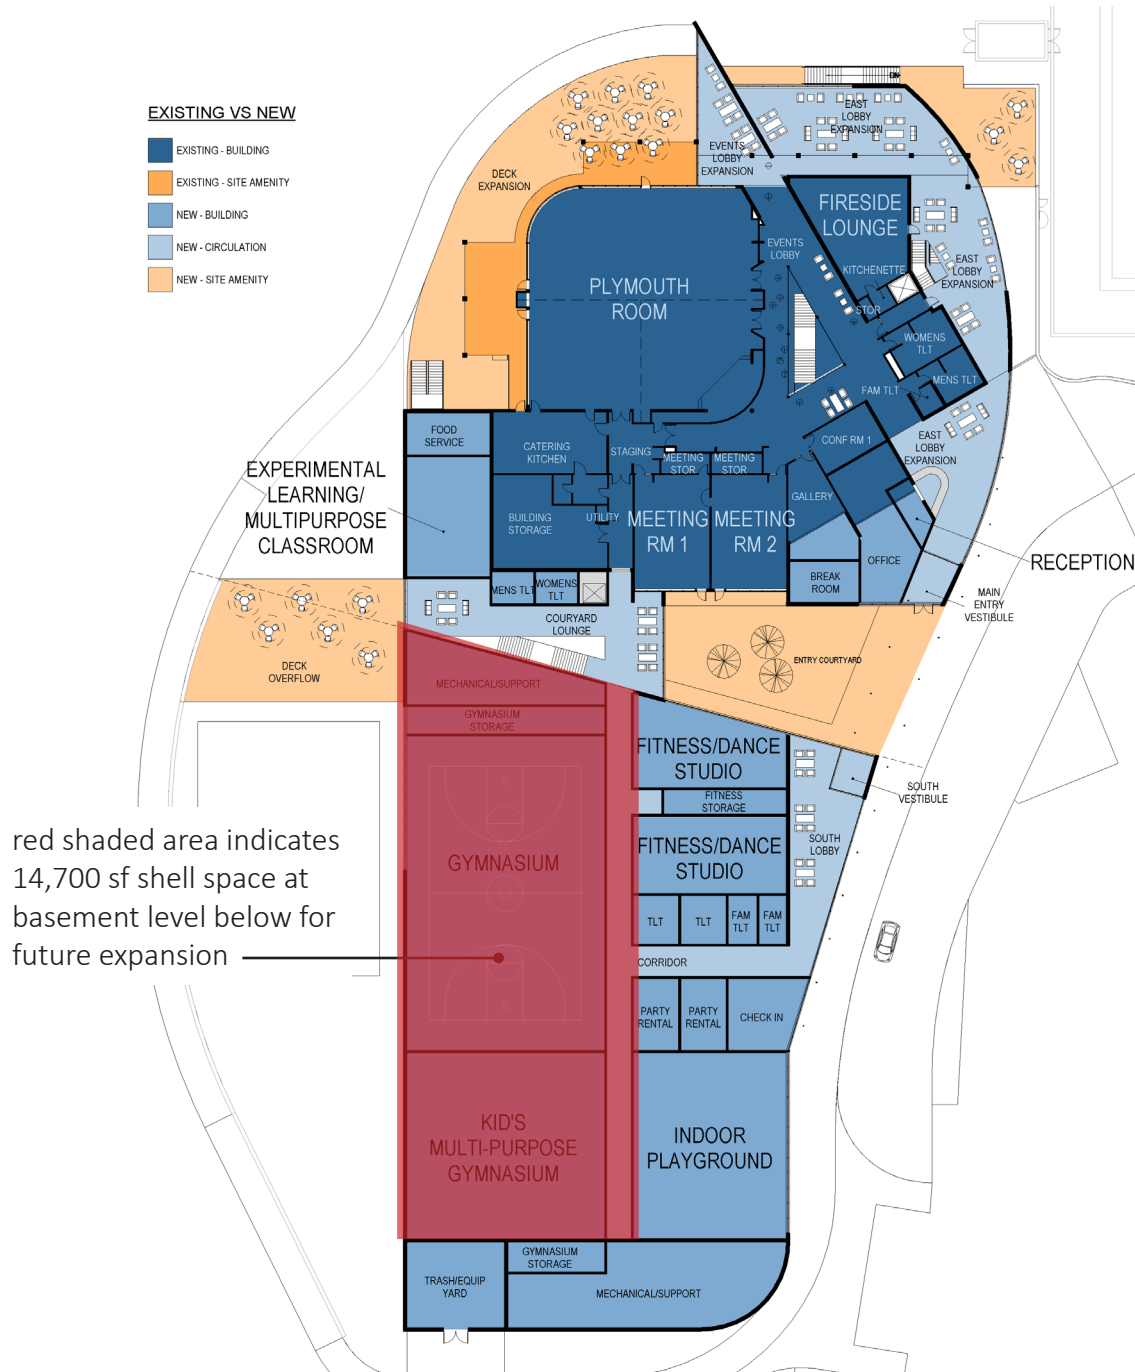 EXISTING VS NEW
EXISTING - BUILDING
EXISTING - SITE AMENITY
NEW - BUILDING
NEW - CIRCULATION
NEW - SITE AMENITY
DN
EAST
LOBBY
EXPANSION
EVENTS
LOBBY
EXPANSION
DECK
EXPANSION
FIRESIDE
LOUNGE
EVENTS
LOBBY
KITCHENETTE
EAST
LOBBY
EXPANSION
PLYMOUTH
ROOM
STOR
WOMENS
TLT
MENS TLT
FAM TLT
FOOD
SERVICE
CATERING
KITCHEN
STAGING
MEETING
STOR
MEETING
STOR
CONF RM 1
EAST
LOBBY
EXPANSION
EXPERIMENTAL
LEARNING/
MULTIPURPOSE
CLASSROOM
BUILDING
STORAGE
UTILITY
MEETING
RM 1
MEETING
RM 2
GALLERY
OFFICE
RECEPTION
BREAK
ROOM
MENS TLT
WOMENS
TLT
MAIN
ENTRY
VESTIBULE
COURYARD
LOUNGE
ENTRY COURTYARD
DECK
OVERFLOW
MECHANICAL/SUPPORT
GYMNASIUM
STORAGE
FITNESS/DANCE
STUDIO
SOUTH
VESTIBULE
FITNESS
STORAGE
red shaded area indicates
14,700 sf shell space at
basement level below for
future expansion
GYMNASIUM
FITNESS/DANCE
STUDIO
SOUTH
LOBBY
TLT
TLT
FAM
TLT
FAM
TLT
CORRIDOR
PARTY
RENTAL
PARTY
RENTAL
CHECK IN
KID'S
MULTI-PURPOSE
GYMNASIUM
INDOOR
PLAYGROUND
GYMNASIUM
STORAGE
TRASH/EQUIP
YARD
MECHANICAL/SUPPORT